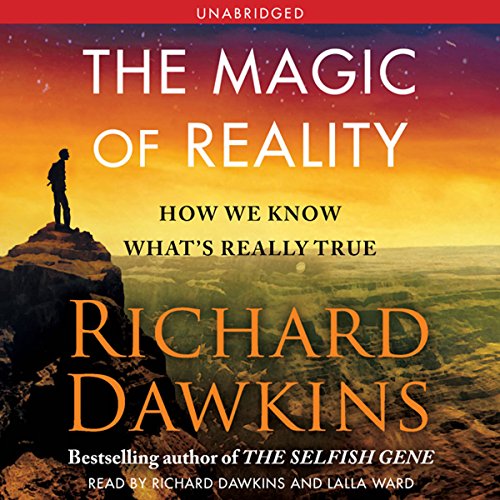 UNABRIDGED
THE MAGIC
OF REALITY
HOW WE KNOW
WHAT'S REALLY TRUE
RICHARD
DAWKINS
Bestselling author of THE SELFISH GENE
READ BY RICHARD DAWKINS AND LALLA WARD